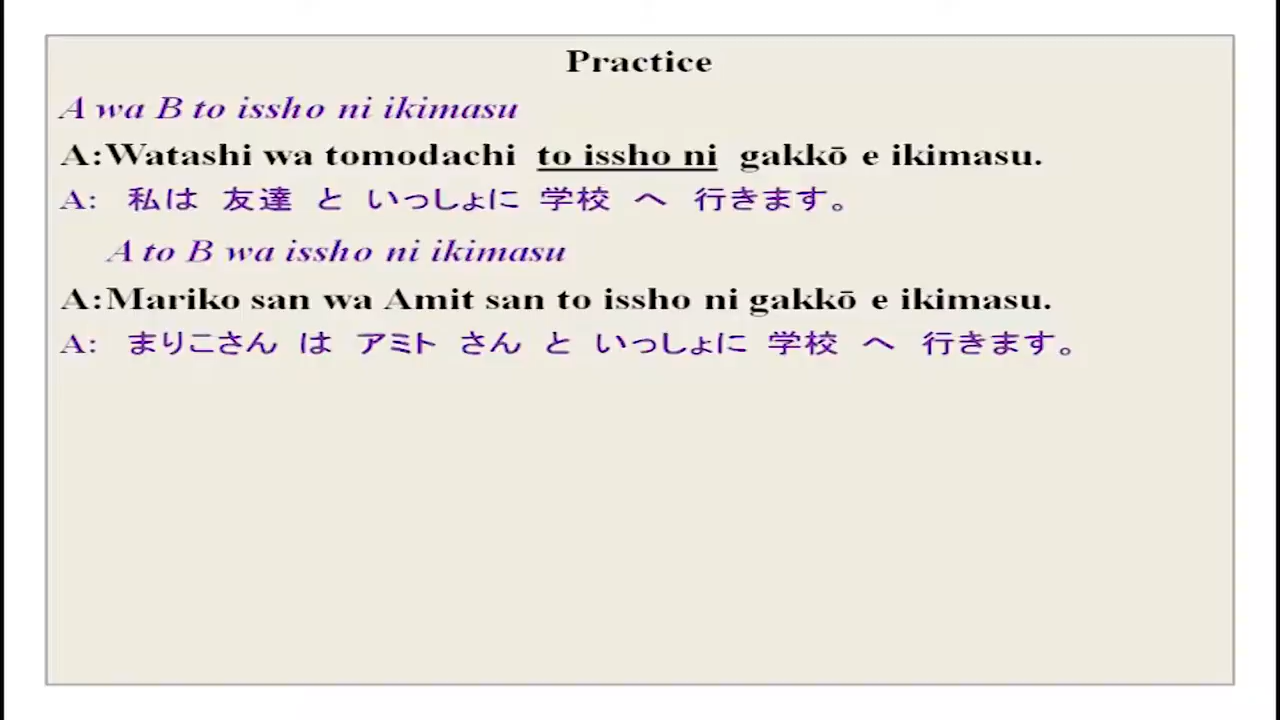 Practice
A wa B to issho ni ikimasu
A:Watashi wa tomodachi to issho ni gakkō e ikimasu.
A: 私は 友達 と いっしょに 学校 へ 行きます。
A to B wa issho ni ikimasu
A:Mariko san wa Amit san to issho ni gakkō e ikimasu.
A: まりこさん は アミト さん と いっしょに 学校 へ 行きます。